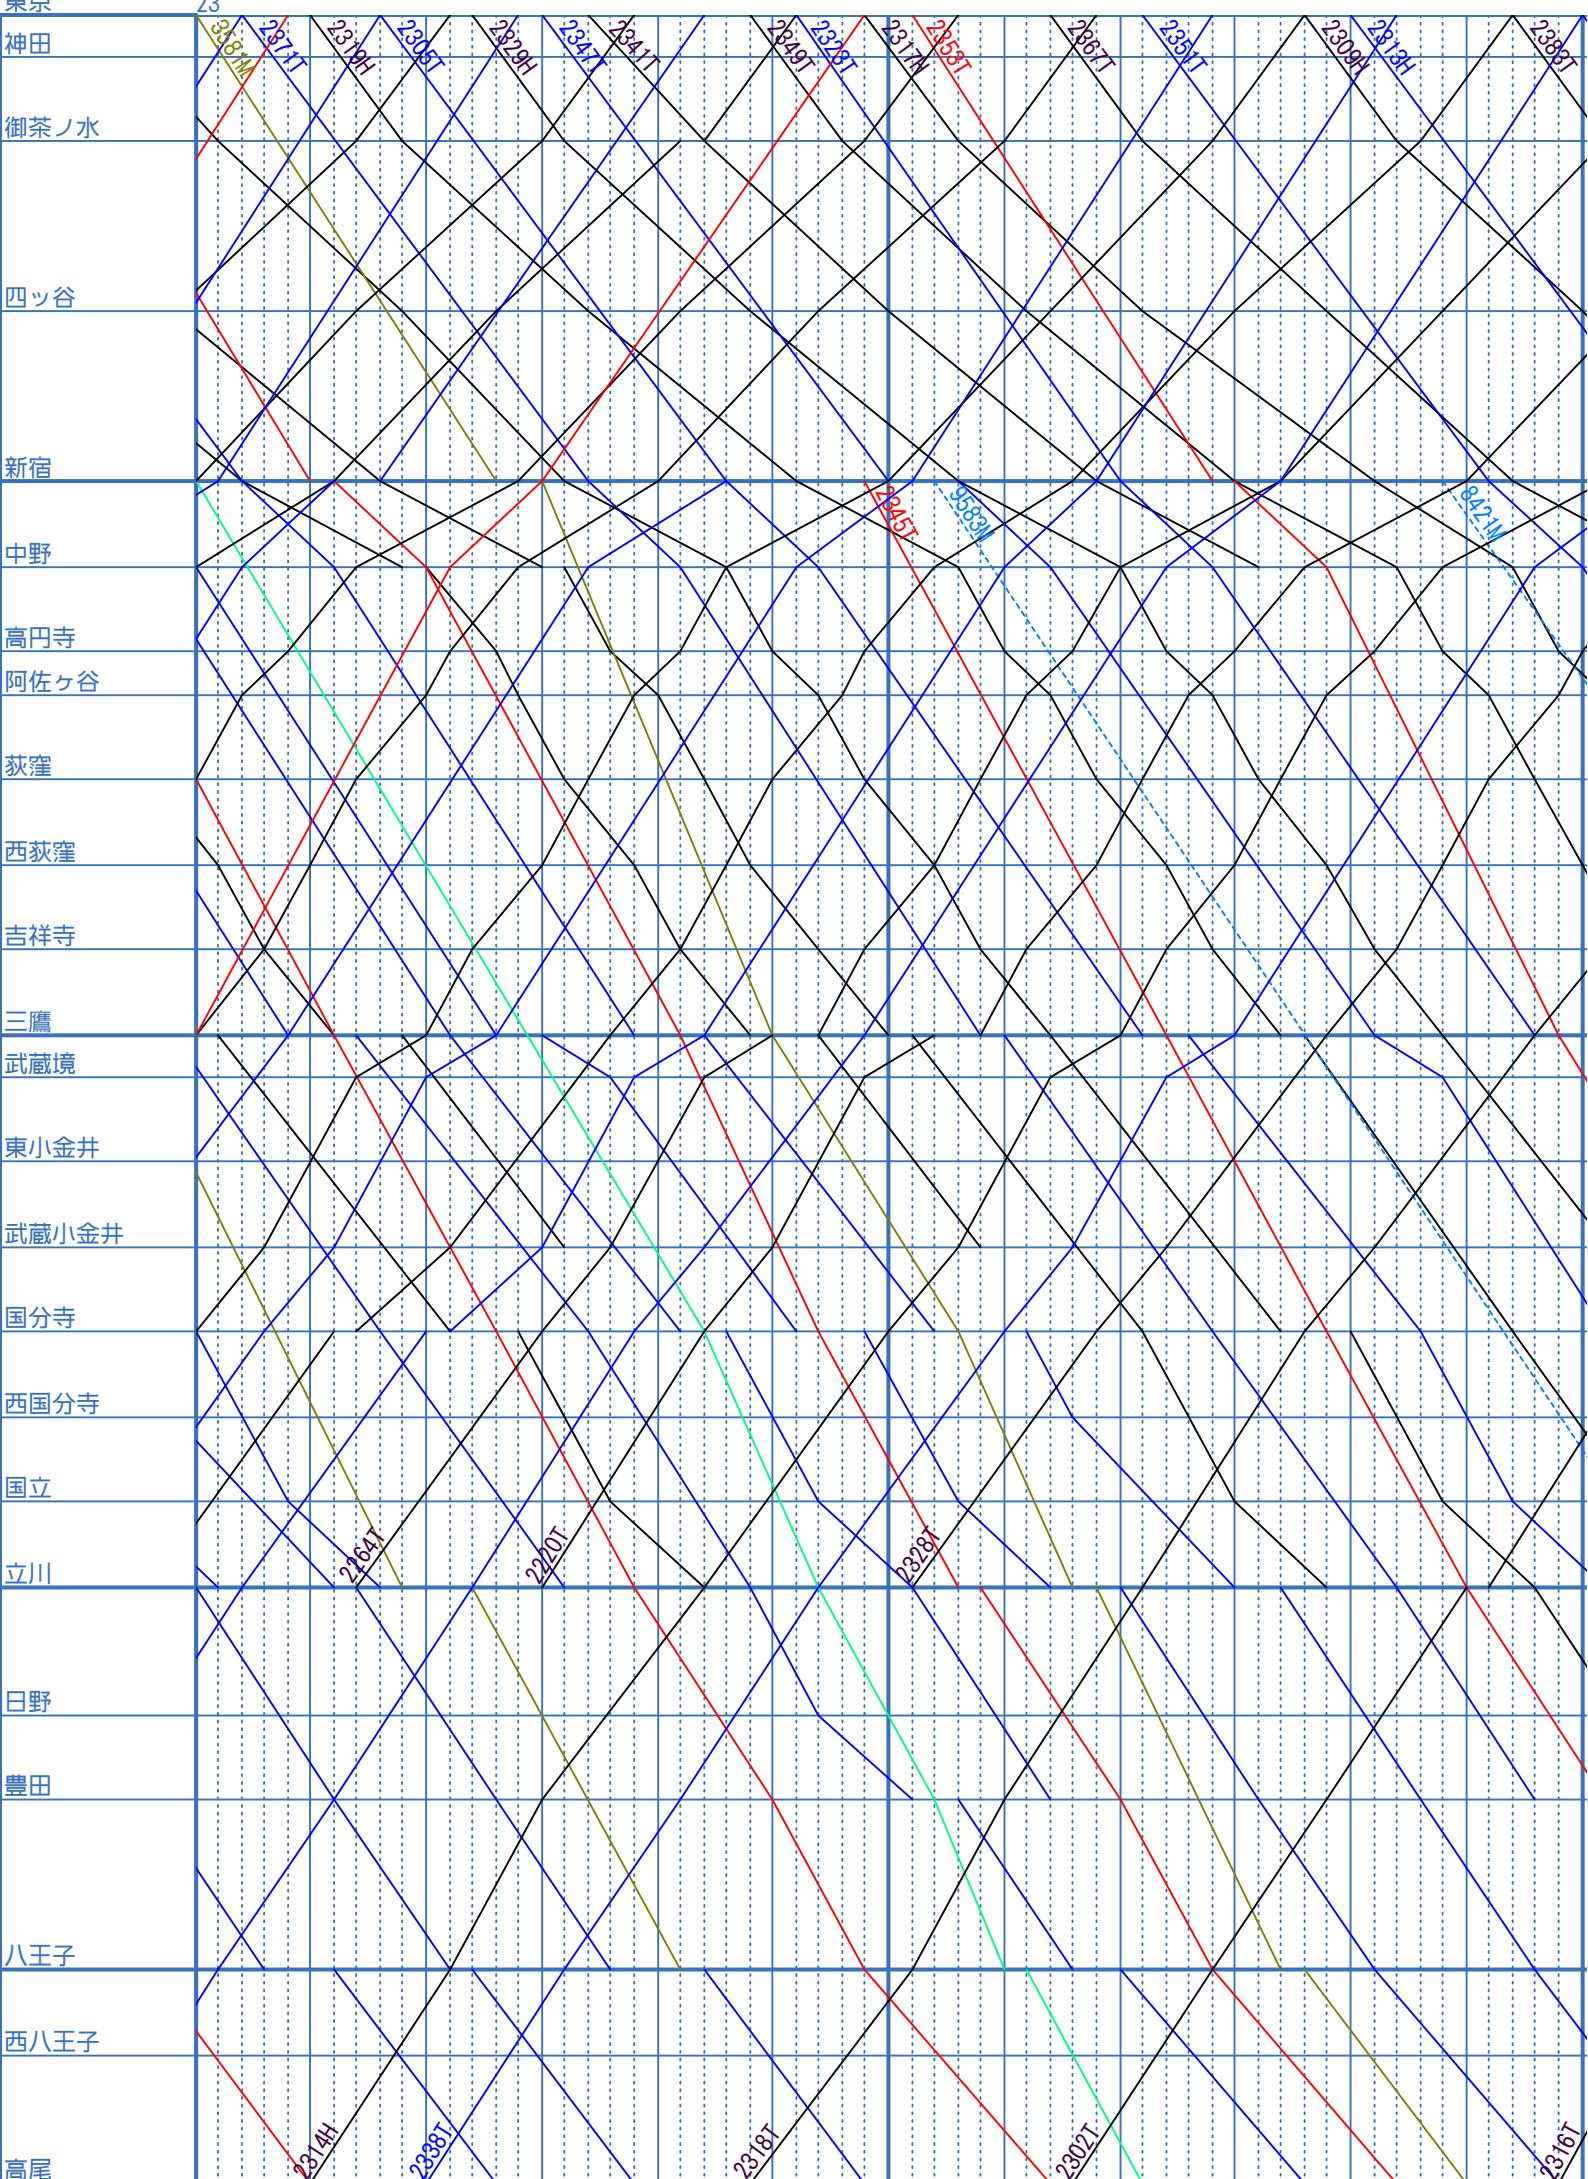 東京
23
神田
3581M
2371T
2319H
2305T
2329H
2347T
2341T
2349T
2323T
2317H
2353T
2367T
2351T
2309H
2313H
2383T
御茶ノ水
四ッ谷
新宿
2345T
9583M
8421M
中野
高円寺
阿佐ヶ谷
荻窪
西荻窪
吉祥寺
三鷹
武蔵境
東小金井
武蔵小金井
国分寺
西国分寺
国立
2264T
2220T
2328T
立川
日野
豊田
八王子
西八王子
2314H
2338T
2318T
2302T
2316T
高尾